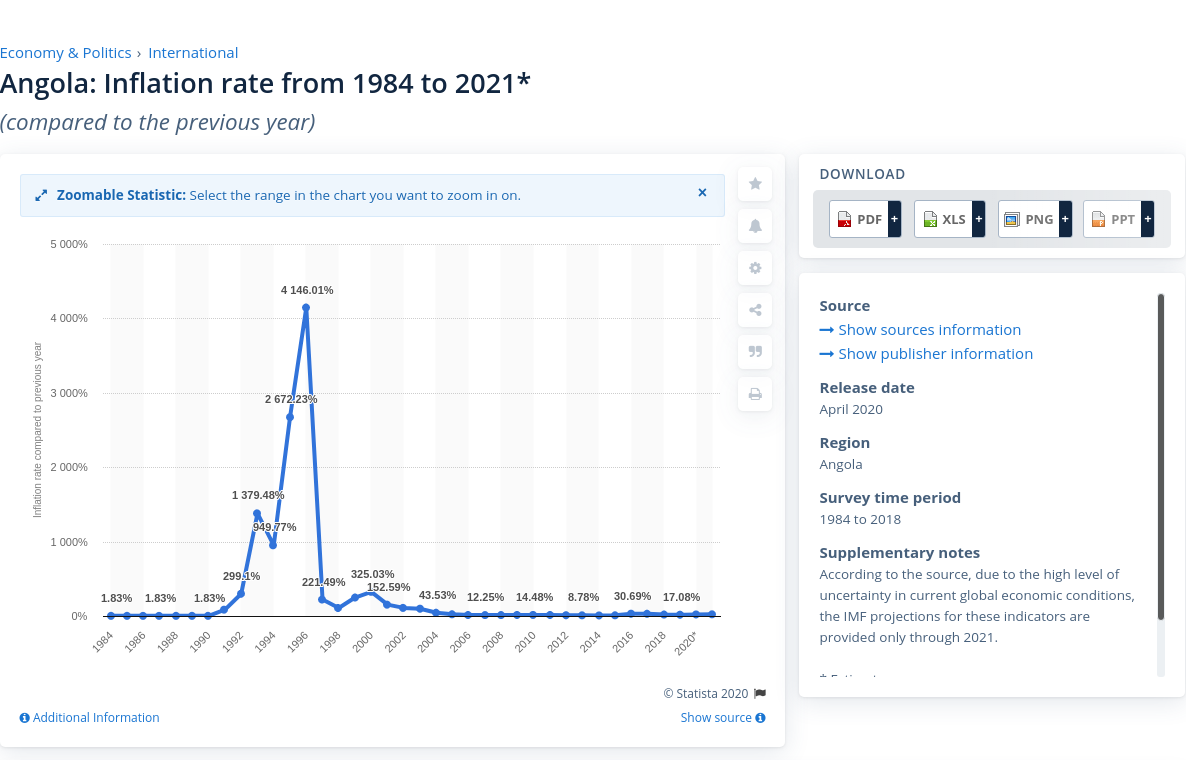 Economy & Politics › International
Angola: Inflation rate from 1984 to 2021*
(compared to the previous year)
Zoomable Statistic: Select the range in the chart you want to zoom in on.
×
Inflation rate compared to previous year
5 000%
4 000%
3 000%
2 000%
1 000%
0%
1.83%
1.83%
1.83%
299.1%
1 379.48%
949.77%
2 672.23%
4 146.01%
221.49%
325.03%
152.59%
43.53%
12.25%
14.48%
8.78%
30.69%
17.08%
1984
1986
1988
1990
1992
1994
1996
1998
2000
2002
2004
2006
2008
2010
2012
2014
2016
2018
2020*
© Statista 2020
Additional Information
Show source
DOWNLOAD
PDF +
XLS +
PNG +
PPT +
Source
Show sources information
Show publisher information
Release date
April 2020
Region
Angola
Survey time period
1984 to 2018
Supplementary notes
According to the source, due to the high level of
uncertainty in current global economic conditions,
the IMF projections for these indicators are
provided only through 2021.